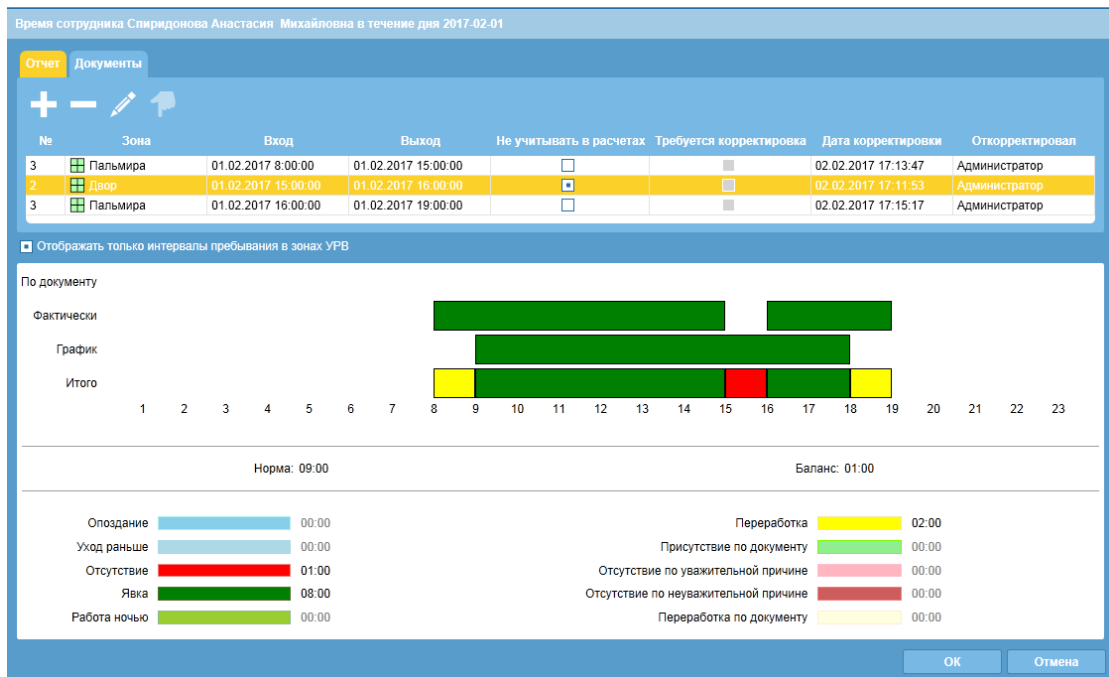 Время сотрудника Спиридонова Анастасия Михайловна в течение дня 2017-02-01
Отчет Документы
№ Зона Вход Выход Не учитывать в расчетах Требуется корректировка Дата корректировки Откорректировал
3 Пальмира 01.02.2017 8:00:00 01.02.2017 15:00:00 02.02.2017 17:13:47 Администратор
2 Двор 01.02.2017 15:00:00 01.02.2017 16:00:00 02.02.2017 17:11:53 Администратор
3 Пальмира 01.02.2017 16:00:00 01.02.2017 19:00:00 02.02.2017 17:15:17 Администратор
Отображать только интервалы пребывания в зонах УРВ
По документу
Фактически
График
Итого
1 2 3 4 5 6 7 8 9 10 11 12 13 14 15 16 17 18 19 20 21 22 23
Норма: 09:00 Баланс: 01:00
Опоздание 00:00 Переработка 02:00
Уход раньше 00:00 Присутствие по документу 00:00
Отсутствие 01:00 Отсутствие по уважительной причине 00:00
Явка 08:00 Отсутствие по неуважительной причине 00:00
Работа ночью 00:00 Переработка по документу 00:00
ОК Отмена